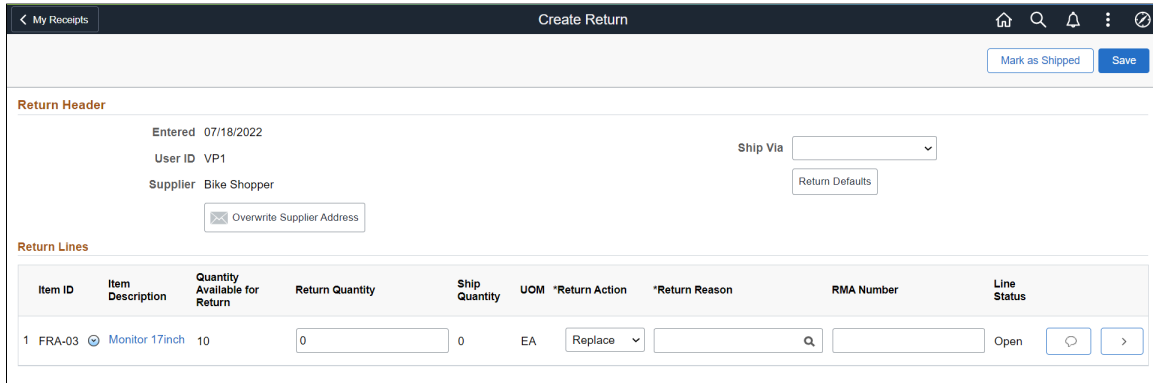 My Receipts
Create Return
Mark as Shipped
Save
Return Header
Entered 07/18/2022
User ID VP1
Supplier Bike Shopper
Ship Via
Return Defaults
Overwrite Supplier Address
Return Lines
Item ID Item Description Quantity Available for Return Return Quantity Ship Quantity UOM *Return Action *Return Reason RMA Number Line Status
1 FRA-03 Monitor 17inch 10 0 0 EA Replace Open